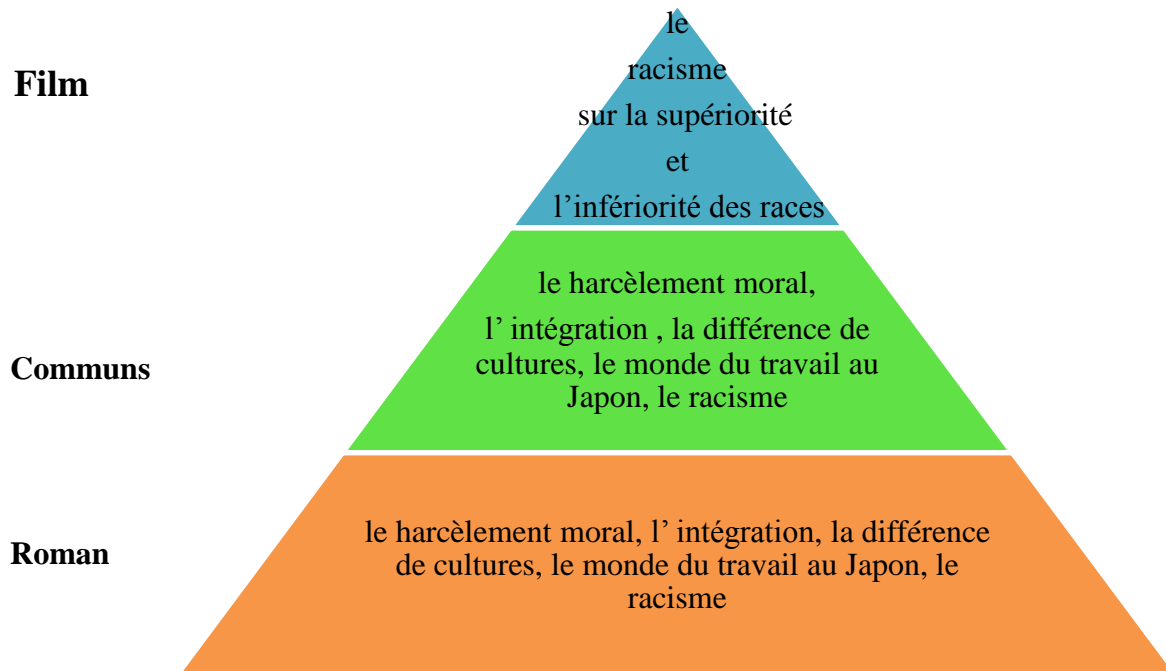 Film
le
racisme
sur la supériorité
et
l’infériorité des races
Communs
le harcèlement moral,
l’ intégration , la différence de
cultures, le monde du travail au
Japon, le racisme
Roman
le harcèlement moral, l’ intégration, la différence
de cultures, le monde du travail au Japon, le
racisme